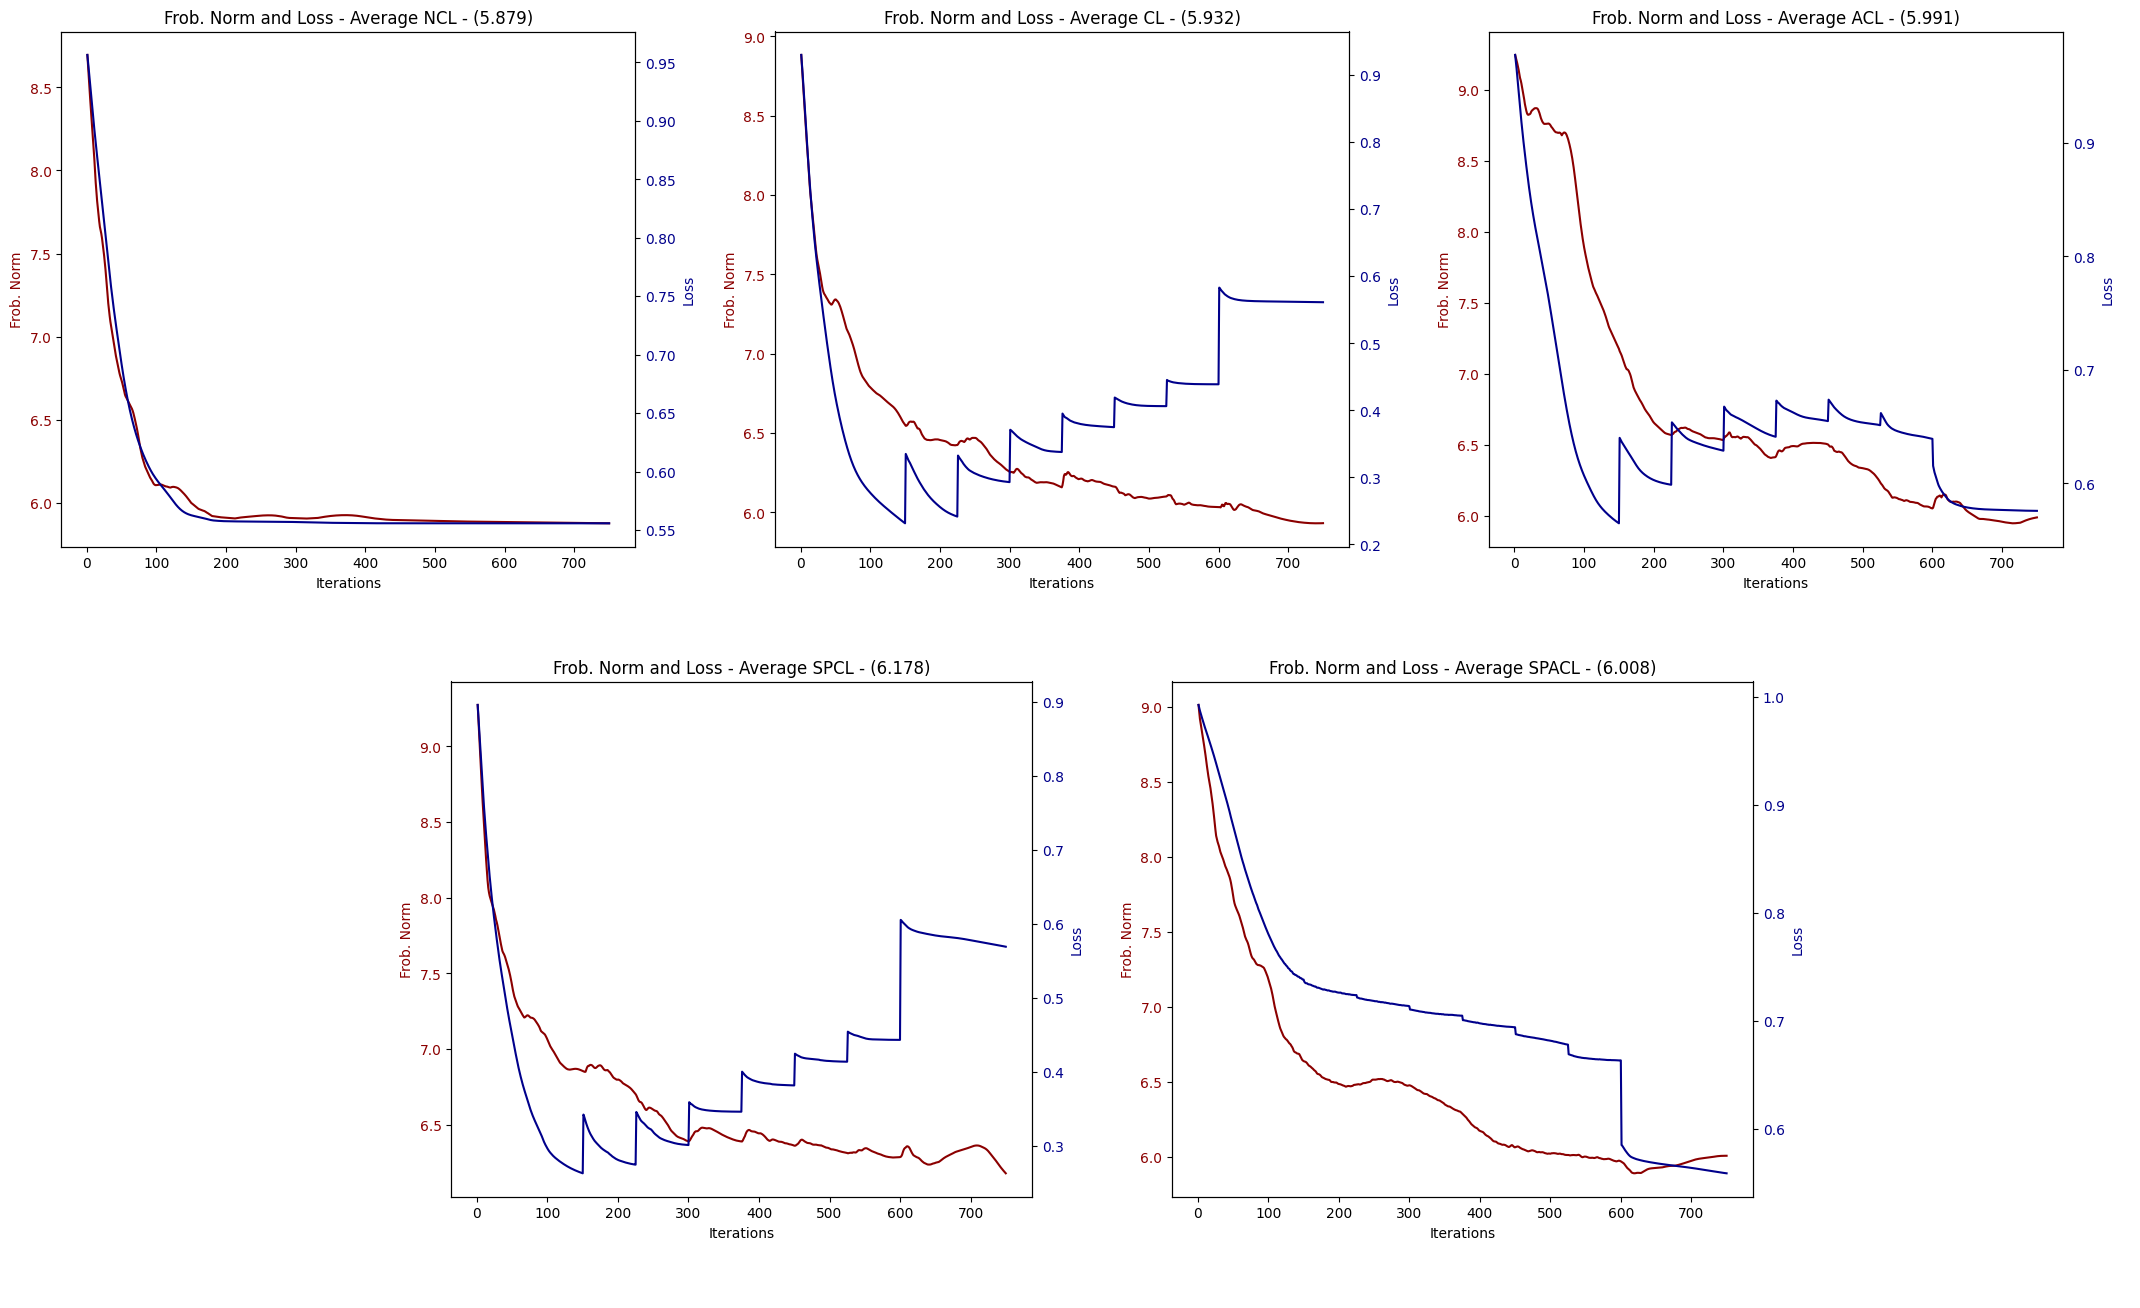 Frob. Norm and Loss - Average NCL - (5.879)
Frob. Norm
8.5
8.0
7.5
7.0
6.5
6.0
0 100 200 300 400 500 600 700
Iterations
0.95
0.90
0.85
0.80
0.75
0.70
0.65
0.60
0.55
Loss
Frob. Norm and Loss - Average CL - (5.932)
Frob. Norm
9.0
8.5
8.0
7.5
7.0
6.5
6.0
0 100 200 300 400 500 600 700
Iterations
0.9
0.8
0.7
0.6
0.5
0.4
0.3
0.2
Loss
Frob. Norm and Loss - Average ACL - (5.991)
Frob. Norm
9.0
8.5
8.0
7.5
7.0
6.5
6.0
0 100 200 300 400 500 600 700
Iterations
0.9
0.8
0.7
0.6
Loss
Frob. Norm and Loss - Average SPCL - (6.178)
Frob. Norm
9.0
8.5
8.0
7.5
7.0
6.5
0 100 200 300 400 500 600 700
Iterations
0.9
0.8
0.7
0.6
0.5
0.4
0.3
Loss
Frob. Norm and Loss - Average SPACL - (6.008)
Frob. Norm
9.0
8.5
8.0
7.5
7.0
6.5
6.0
0 100 200 300 400 500 600 700
Iterations
1.0
0.9
0.8
0.7
0.6
Loss